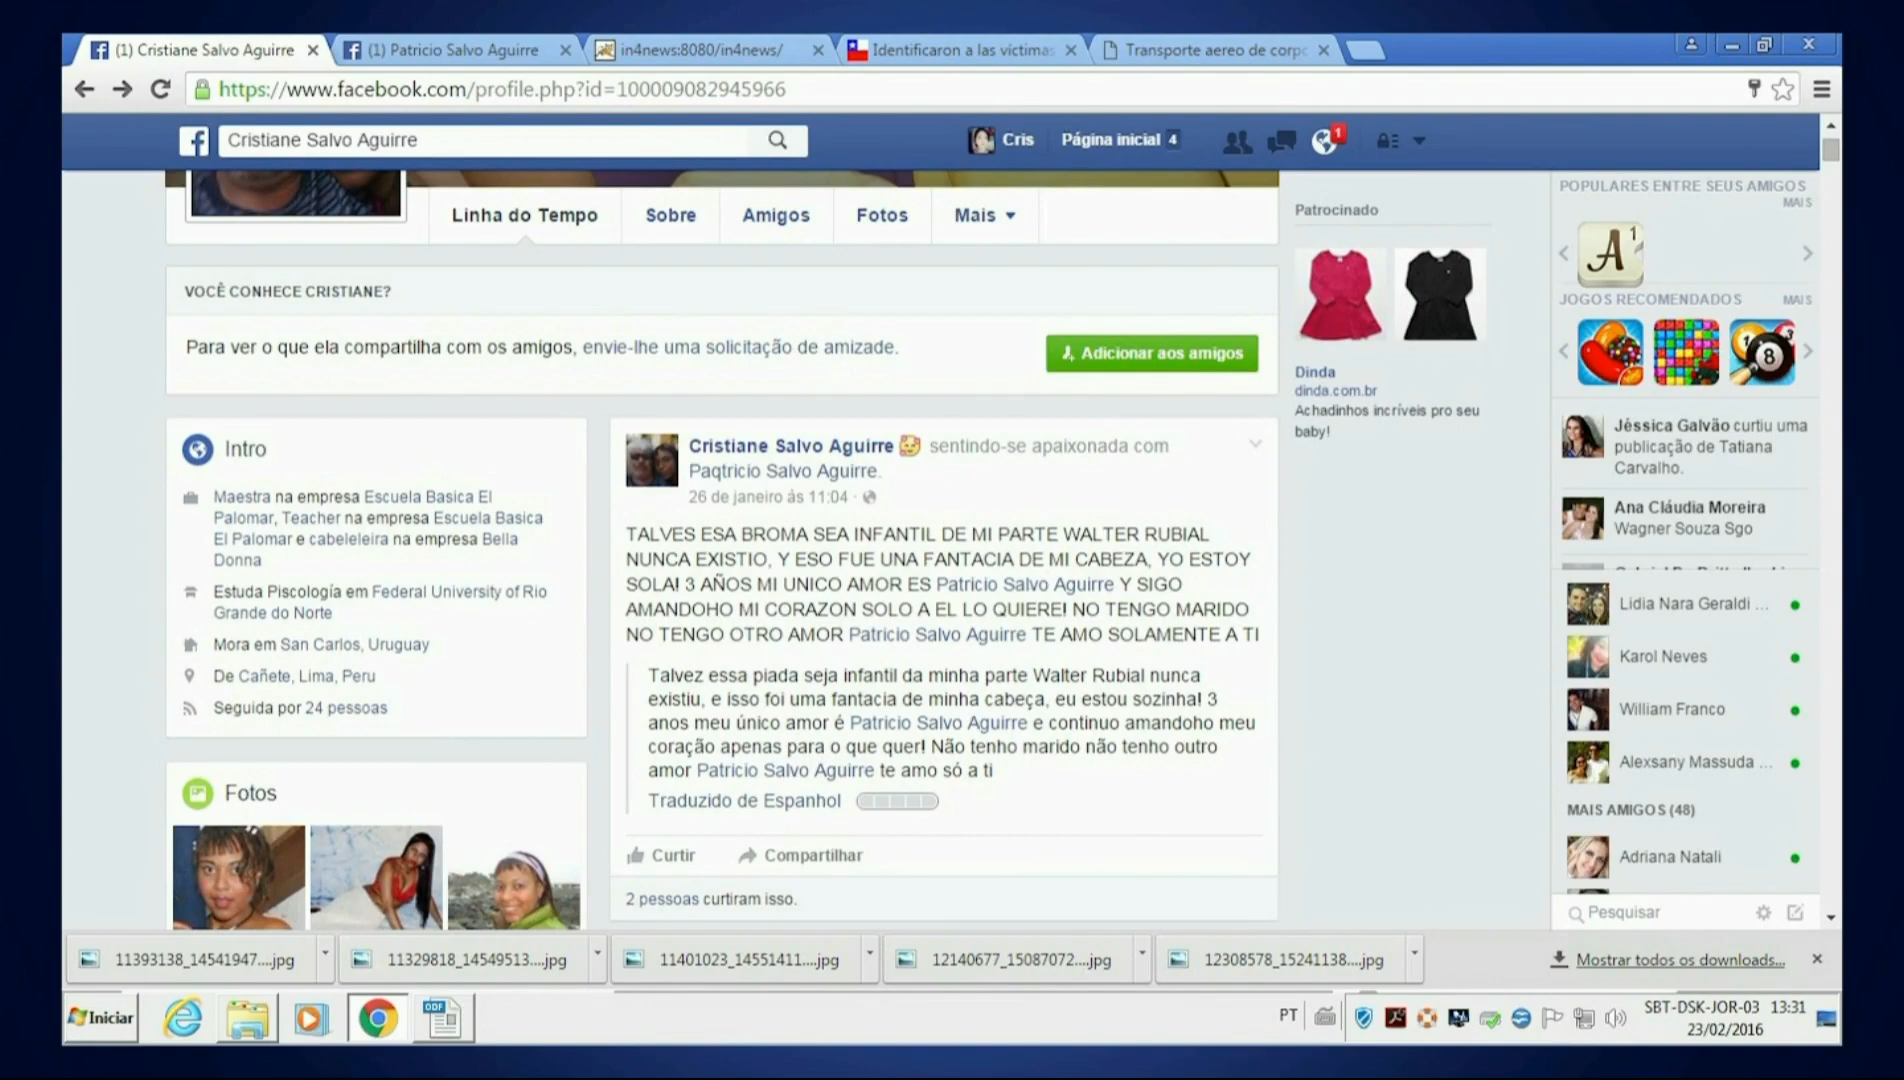 (1) Cristiane Salvo Aguirre
(1) Patricio Salvo Aguirre
in4news:8080/in4news/
Identificaron a las víctimas
Transporte aereo de corpo
https://www.facebook.com/profile.php?id=100009082945966
Cristiane Salvo Aguirre
Cris
Página inicial 4
1
Linha do Tempo
Sobre
Amigos
Fotos
Mais
VOCÊ CONHECE CRISTIANE?
Para ver o que ela compartilha com os amigos, envie-lhe uma solicitação de amizade.
Adicionar aos amigos
Intro
Maestra na empresa Escuela Basica El
Palomar, Teacher na empresa Escuela Basica
El Palomar e cabeleleira na empresa Bella
Donna
Estuda Piscología em Federal University of Rio
Grande do Norte
Mora em San Carlos, Uruguay
De Cañete, Lima, Peru
Seguida por 24 pessoas
Fotos
Cristiane Salvo Aguirre sentindo-se apaixonada com
Paqtricio Salvo Aguirre.
26 de janeiro às 11:04 ·
TALVES ESA BROMA SEA INFANTIL DE MI PARTE WALTER RUBIAL
NUNCA EXISTIO, Y ESO FUE UNA FANTACIA DE MI CABEZA, YO ESTOY
SOLA! 3 AÑOS MI UNICO AMOR ES Patricio Salvo Aguirre Y SIGO
AMANDOHO MI CORAZON SOLO A EL LO QUIERE! NO TENGO MARIDO
NO TENGO OTRO AMOR Patricio Salvo Aguirre TE AMO SOLAMENTE A TI
Talvez essa piada seja infantil da minha parte Walter Rubial nunca
existiu, e isso foi uma fantacia de minha cabeça, eu estou sozinha! 3
anos meu único amor é Patricio Salvo Aguirre e continuo amandoho meu
coração apenas para o que quer! Não tenho marido não tenho outro
amor Patricio Salvo Aguirre te amo só a ti
Traduzido de Espanhol
Curtir
Compartilhar
2 pessoas curtiram isso.
Patrocinado
Dinda
dinda.com.br
Achadinhos incríveis pro seu
baby!
POPULARES ENTRE SEUS AMIGOS
MAIS
A 1
JOGOS RECOMENDADOS MAIS
8
Jéssica Galvão curtiu uma
publicação de Tatiana
Carvalho.
Ana Cláudia Moreira
Wagner Souza Sgo
Lidia Nara Geraldi ...
Karol Neves
William Franco
Alexsany Massuda ...
MAIS AMIGOS (48)
Adriana Natali
Pesquisar
11393138_14541947....jpg
11329818_14549513....jpg
11401023_14551411....jpg
12140677_15087072....jpg
12308578_15241138....jpg
Mostrar todos os downloads...
Iniciar
ODF
PT
SBT-DSK-JOR-03 13:31
23/02/2016